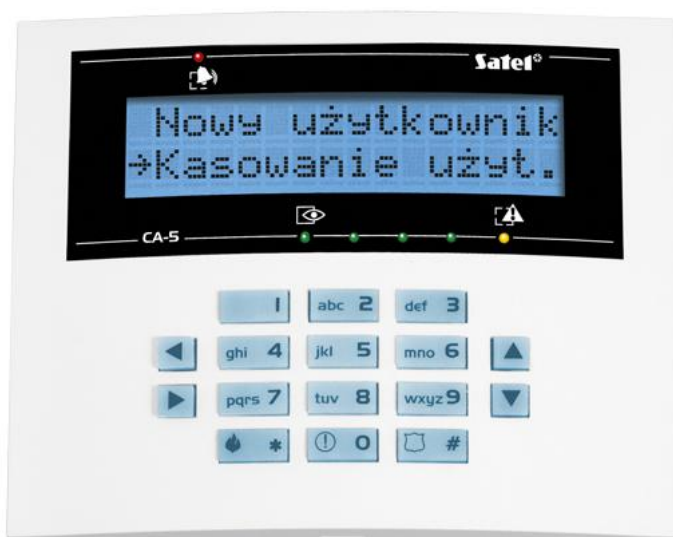 Satel
Nowy użytkownik
→Kasowanie użyt.
CA-5
1 abc 2 def 3
ghi 4 jkl 5 mno 6
pqrs 7 tuv 8 wxyz 9
* 0 #